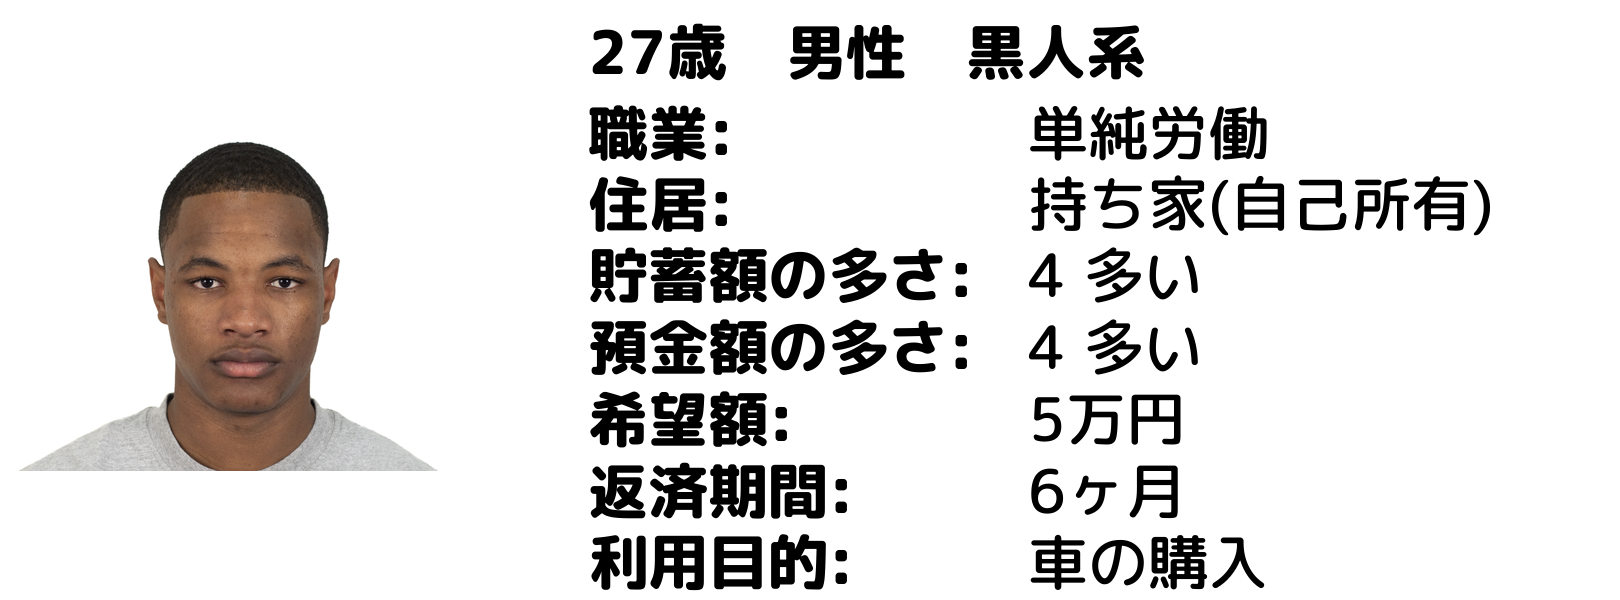 27歳　男性　黒人系
職業:　単純労働
住居:　持ち家(自己所有)
貯蓄額の多さ:　4 多い
預金額の多さ:　4 多い
希望額:　5万円
返済期間:　6ヶ月
利用目的:　車の購入